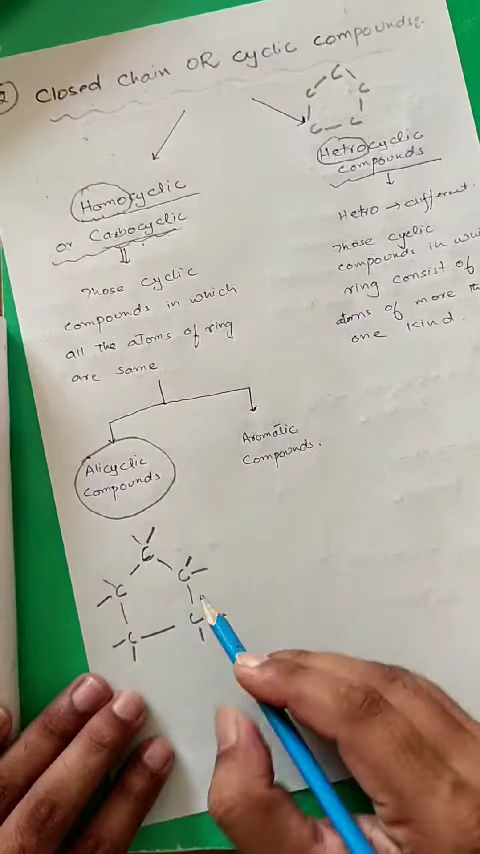 2 Closed Chain OR Cyclic Compounds:
C
C C
C C
Homocyclic
or Carbocyclic
Those cyclic
compounds in which
all the atoms of ring
are same
Hetrocyclic
compounds
Hetro → different.
Those cyclic
compounds in
ring consist of
atoms of more
one kind.
Alicyclic
Compounds
Aromatic
Compounds.
C
C C
C C